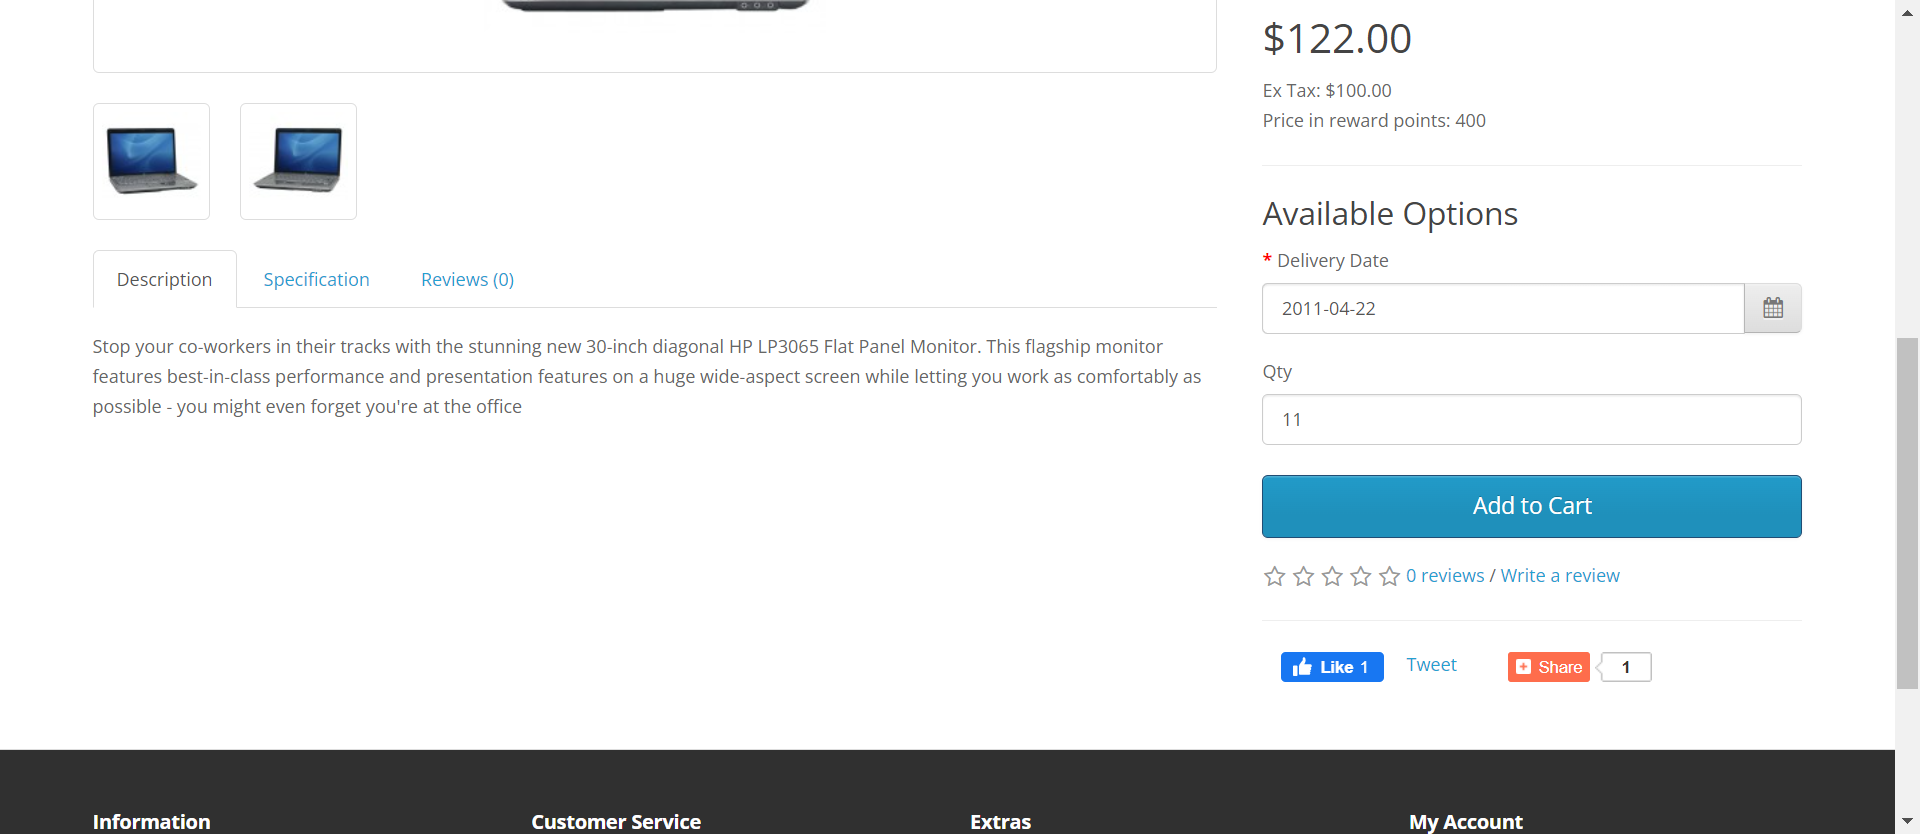 $122.00
Ex Tax: $100.00
Price in reward points: 400
Available Options
* Delivery Date
2011-04-22
Qty
11
Add to Cart
0 reviews / Write a review
Like 1
Tweet
Share
1
Description
Specification
Reviews (0)
Stop your co-workers in their tracks with the stunning new 30-inch diagonal HP LP3065 Flat Panel Monitor. This flagship monitor
features best-in-class performance and presentation features on a huge wide-aspect screen while letting you work as comfortably as
possible - you might even forget you're at the office
Information
Customer Service
Extras
My Account